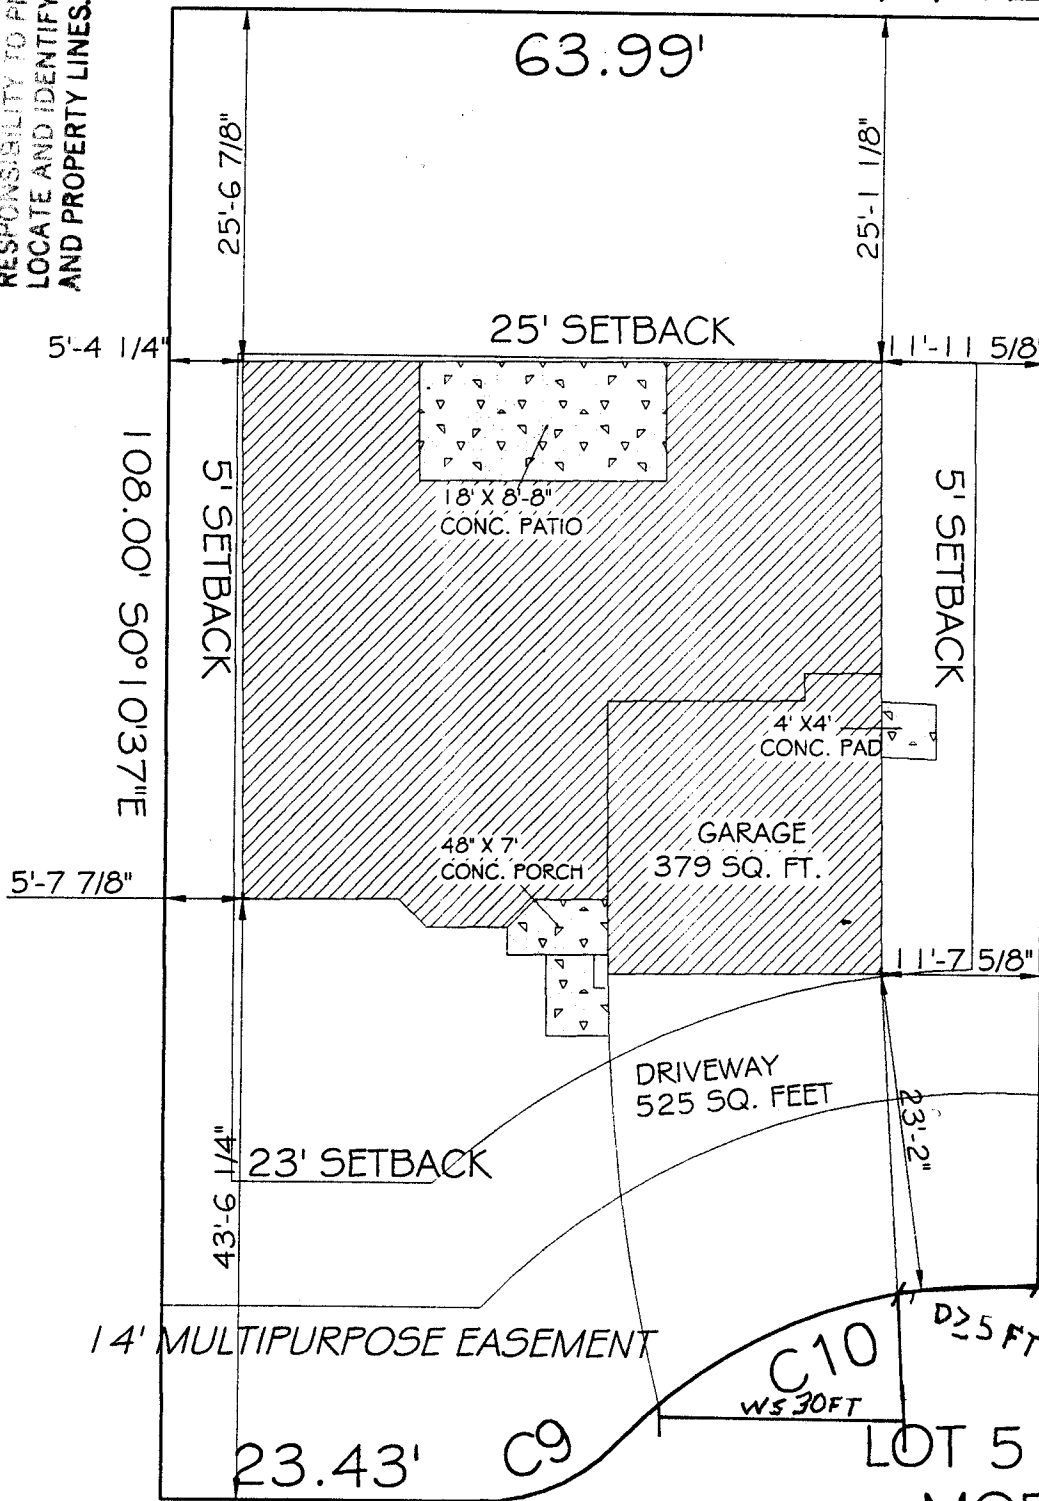 LOCATE AND IDENTIFY
AND PROPERTY LINES.
63.99'
25'-6 7/8"
25'-1 1/8"
25' SETBACK
5'-4 1/4"
11'-11 5/8"
18' X 8'-8"
CONC. PATIO
108.00' S0°10'37"E
5' SETBACK
5' SETBACK
4' X4'
CONC. PAD
GARAGE
379 SQ. FT.
48" X 7'
CONC. PORCH
5'-7 7/8"
11'-7 5/8"
DRIVEWAY
525 SQ. FEET
23'-2"
23' SETBACK
43'-6 1/4"
14' MULTIPURPOSE EASEMENT
D≥5 FT
C10
W≤30FT
C9
23.43'
LOT 5